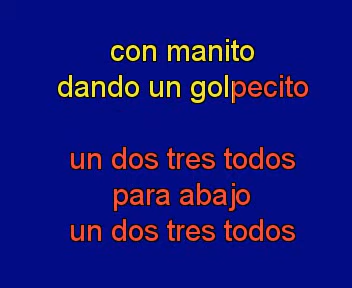 con manito
dando un golpecito
un dos tres todos
para abajo
un dos tres todos